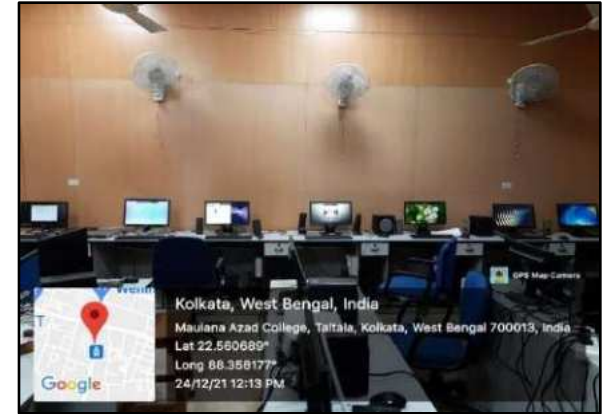 GPS Map Camera
Kolkata, West Bengal, India
Maulana Azad College, Taltala, Kolkata, West Bengal 700013, India
Lat 22.560689°
Long 88.358177°
24/12/21 12:13 PM
Google